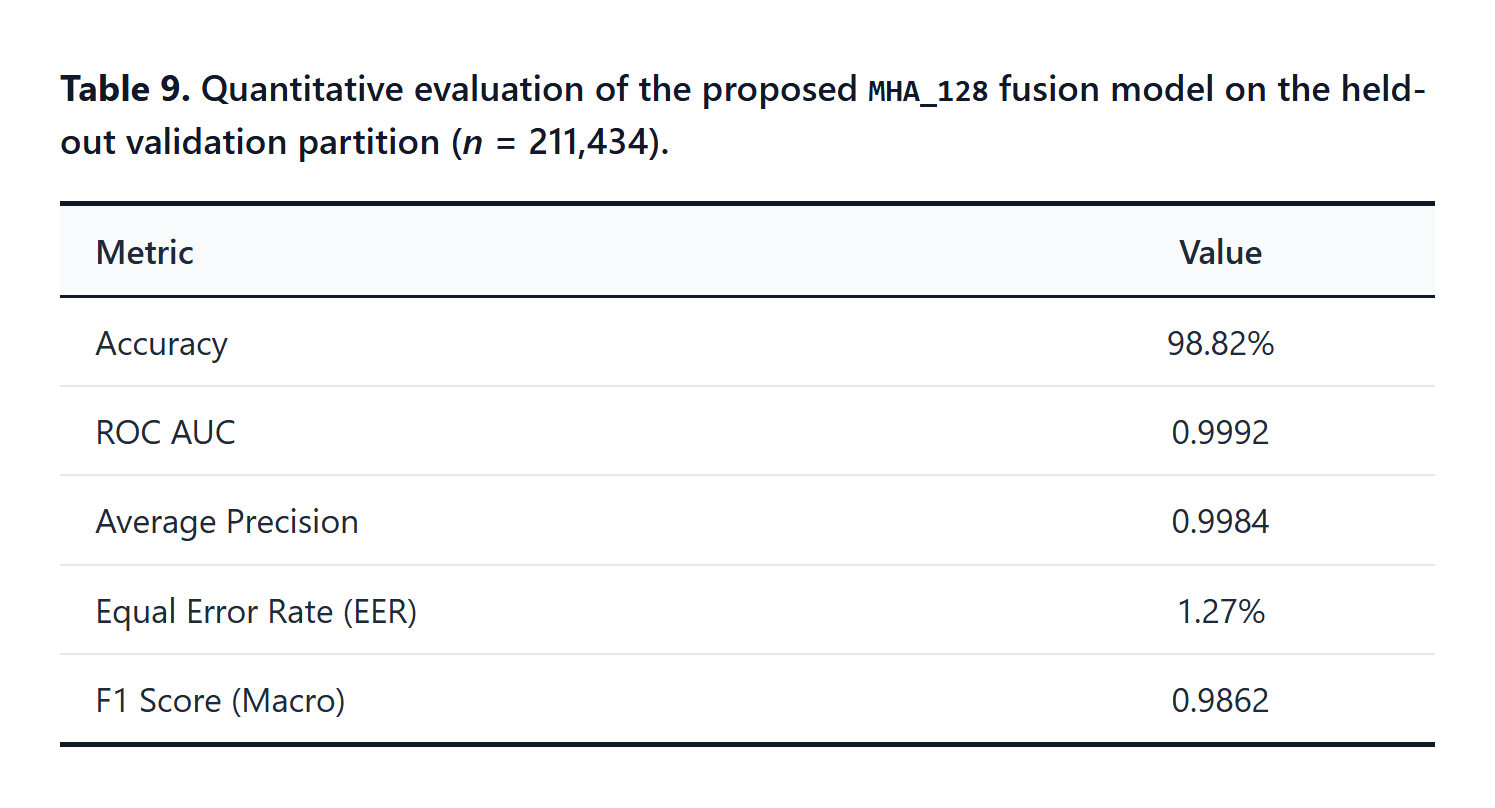 Table 9. Quantitative evaluation of the proposed MHA_128 fusion model on the held-
out validation partition (n = 211,434).
Metric Value
Accuracy 98.82%
ROC AUC 0.9992
Average Precision 0.9984
Equal Error Rate (EER) 1.27%
F1 Score (Macro) 0.9862